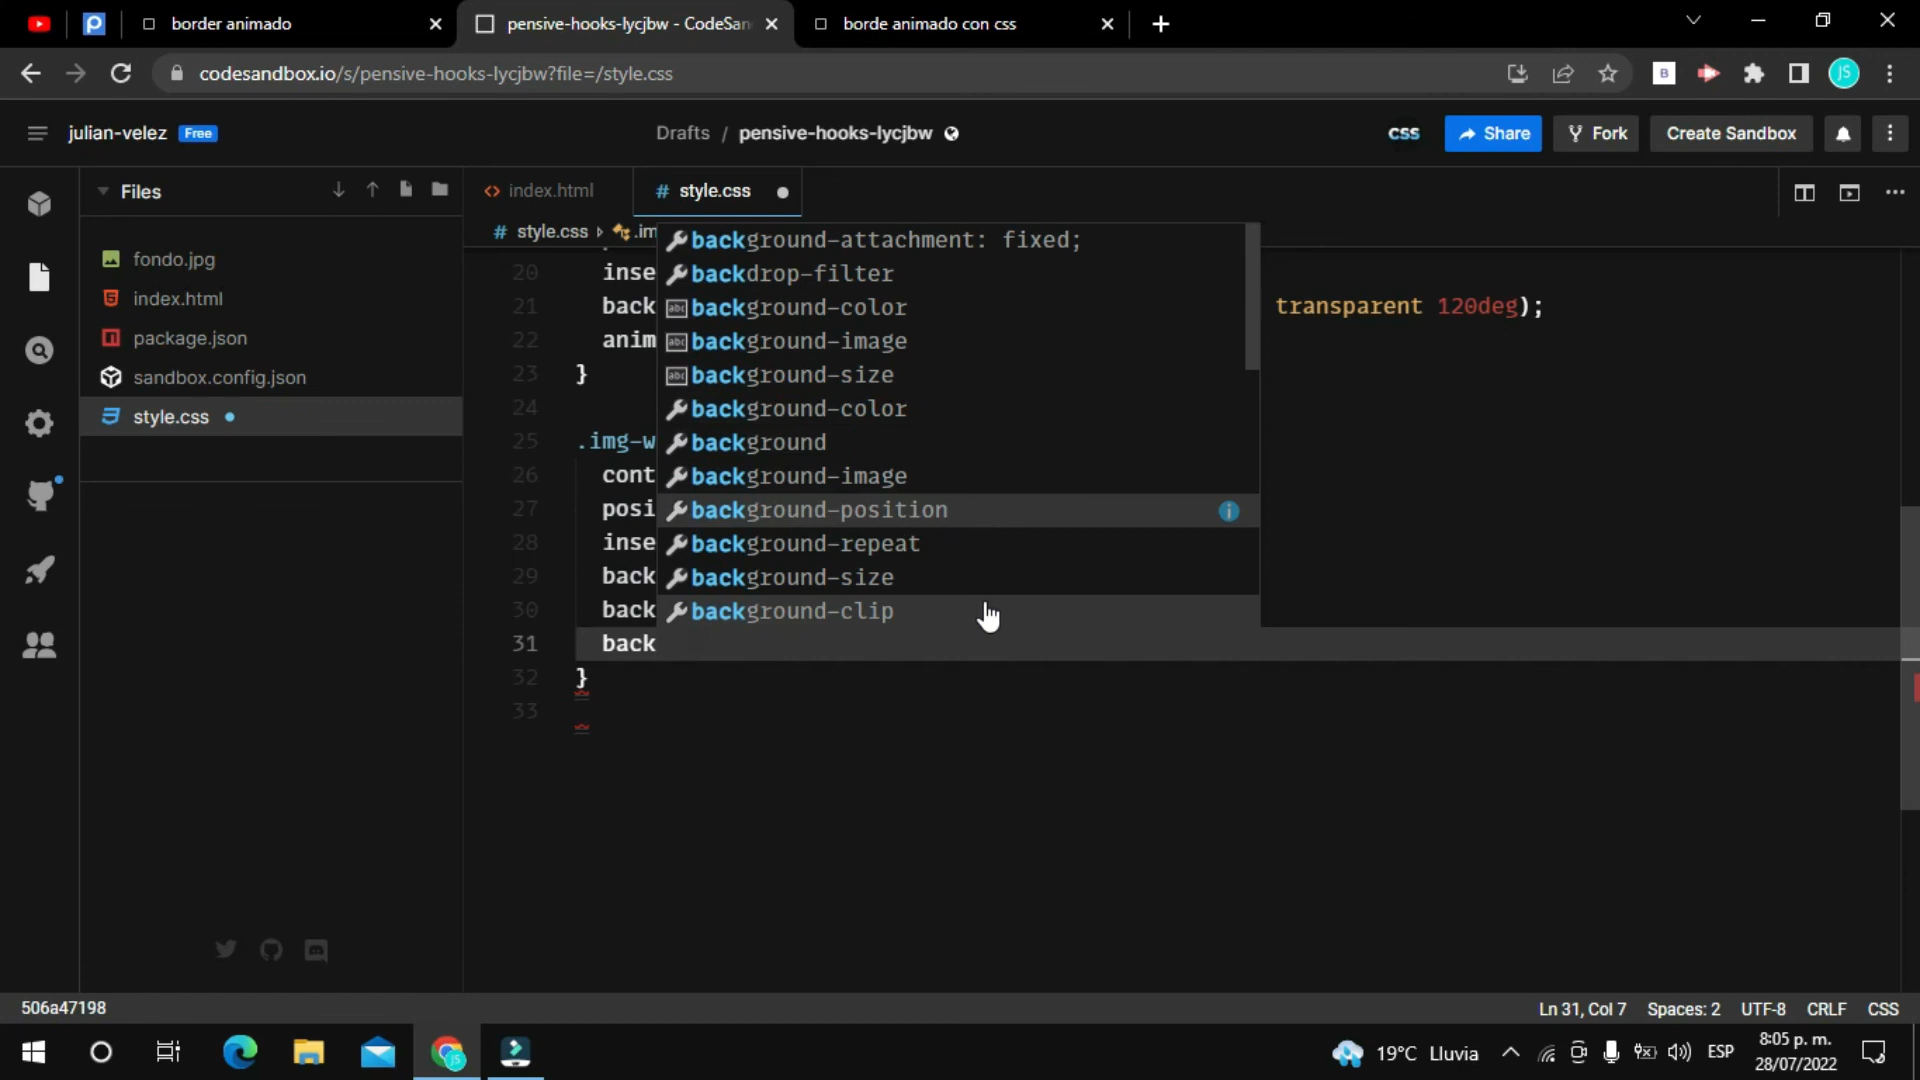 border animado
pensive-hooks-lycjbw - CodeSan
borde animado con css
codesandbox.io/s/pensive-hooks-lycjbw?file=/style.css
B
JS
julian-velez Free
Drafts / pensive-hooks-lycjbw
CSS
Share
Fork
Create Sandbox
Files
<> index.html
# style.css
# style.css .im
fondo.jpg
index.html
package.json
sandbox.config.json
style.css
background-attachment: fixed;
backdrop-filter
background-color
background-image
background-size
background-color
background
background-image
background-position
background-repeat
background-size
background-clip
20 inse
21 back transparent 120deg);
22 anim
23 }
24
25 .img-w
26 cont
27 posi
28 inse
29 back
30 back
31 back
32 }
33
506a47198
Ln 31, Col 7 Spaces: 2 UTF-8 CRLF CSS
19°C Lluvia
ESP
8:05 p. m.
28/07/2022